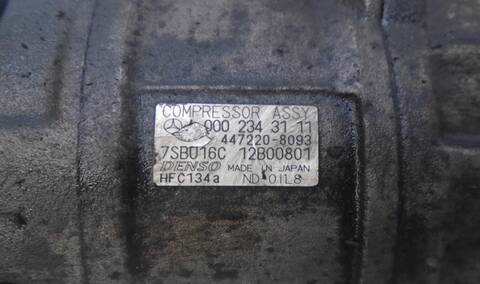 COMPRESSOR ASSY
000 234 31 11
447220-8093
7SBU16C 12B00801
DENSO MADE IN JAPAN
HFC134a ND-OIL8